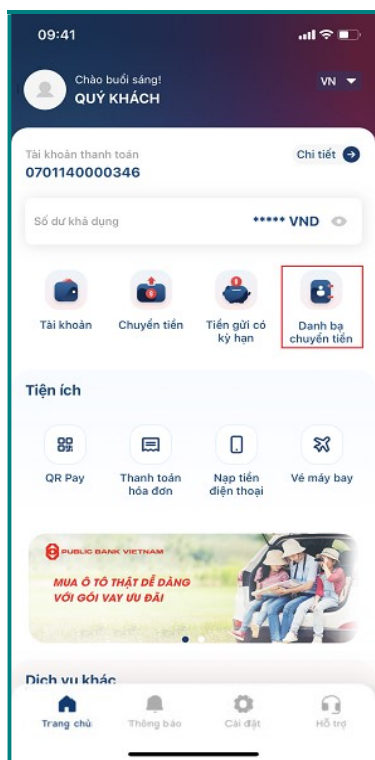 09:41
Chào buổi sáng!
VN
QUÝ KHÁCH
Tài khoản thanh toán
Chi tiết
0701140000346
Số dư khả dụng
***** VND
Tài khoản
Chuyển tiền
Tiền gửi có
kỳ hạn
Danh bạ
chuyển tiền
Tiện ích
QR Pay
Thanh toán
hóa đơn
Nạp tiền
điện thoại
Vé máy bay
PUBLIC BANK VIETNAM
MUA Ô TÔ THẬT DỄ DÀNG
VỚI GÓI VAY ƯU ĐÃI
Dịch vụ khác
Trang chủ
Thông báo
Cài đặt
Hỗ trợ